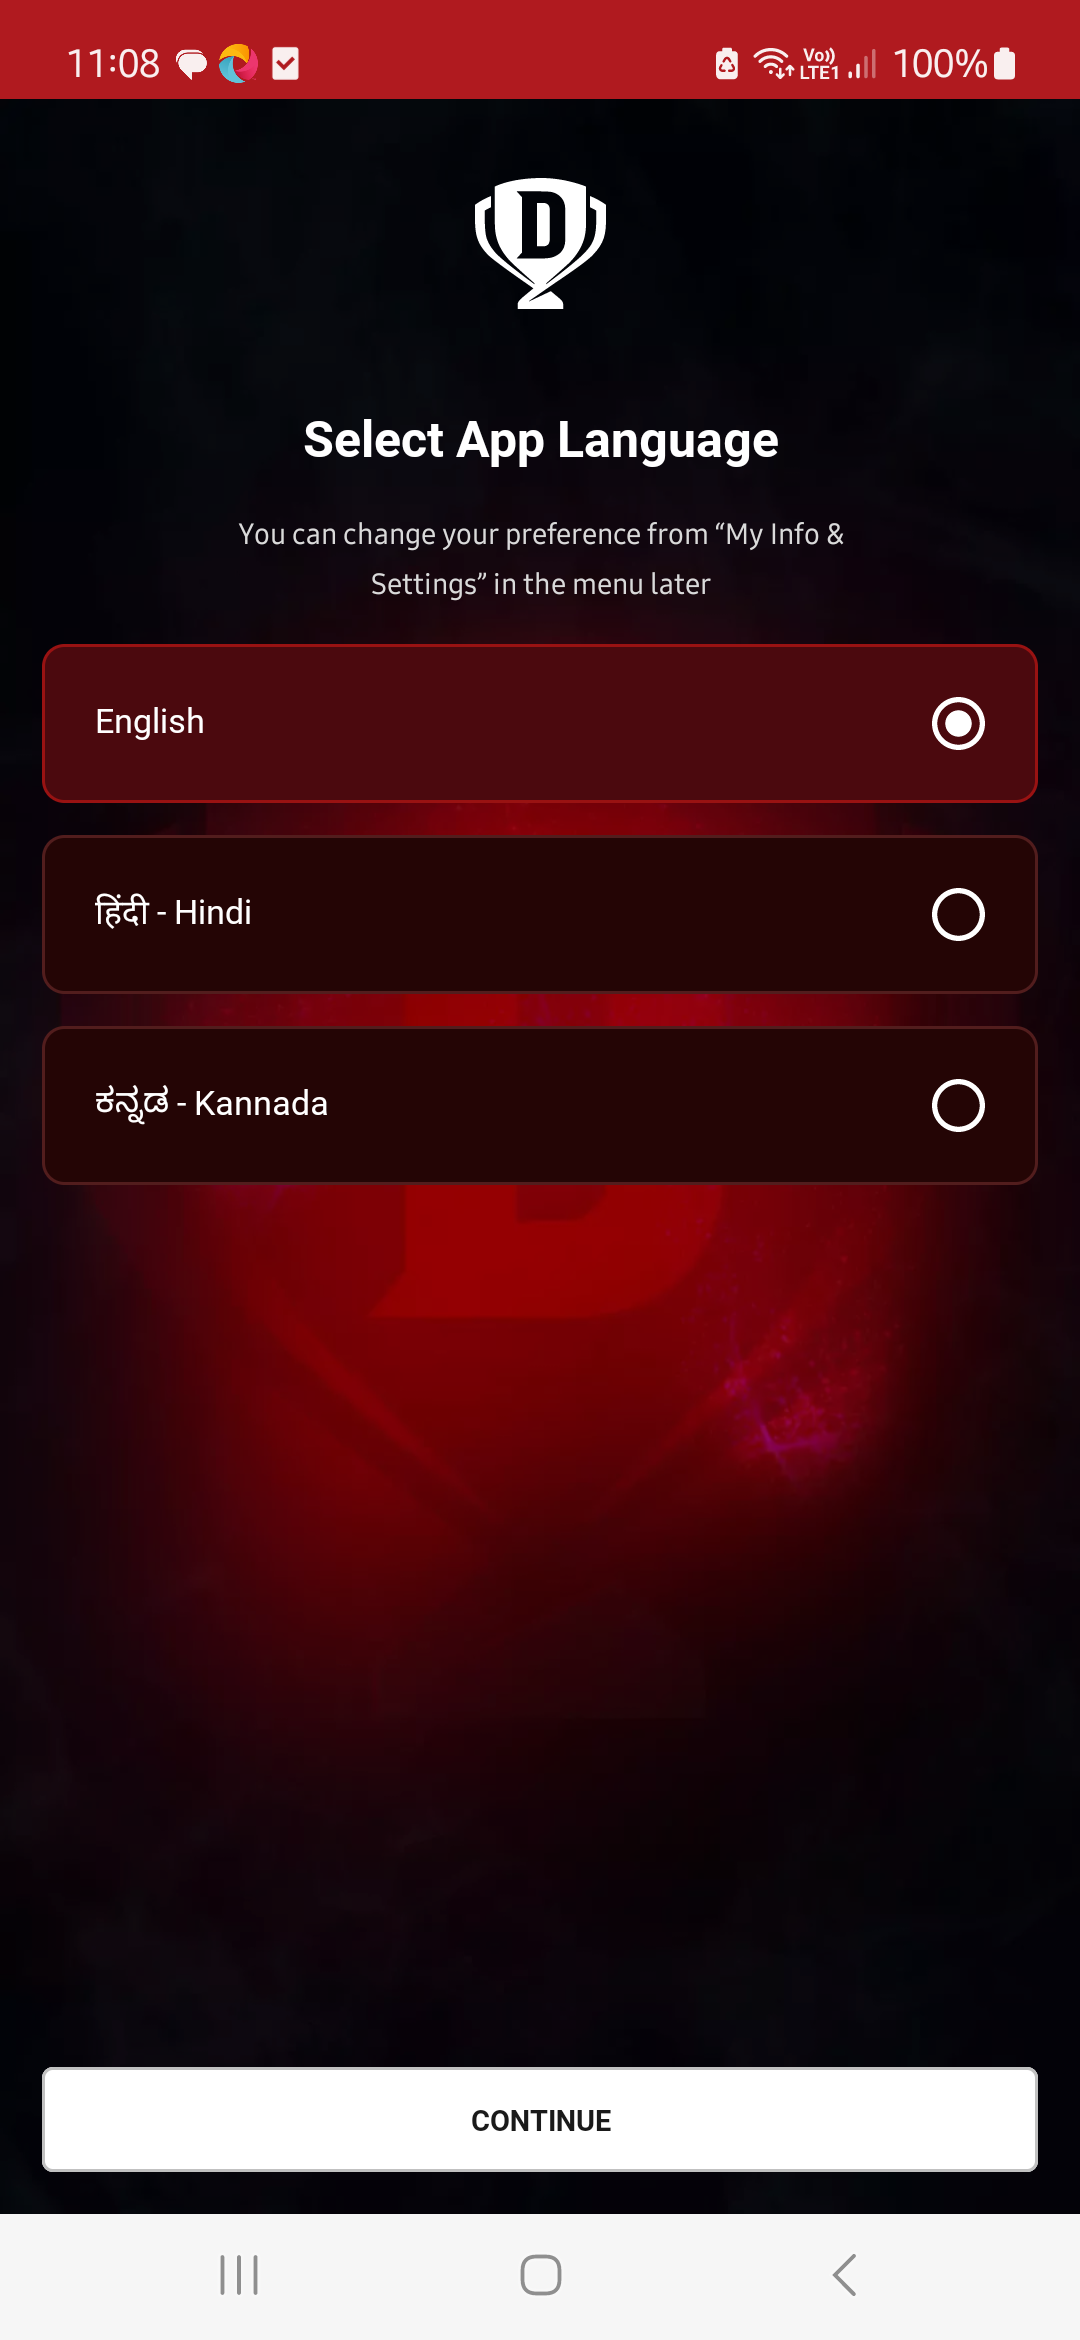 11:08
Vo)) LTE1 100%
D
Select App Language
You can change your preference from “My Info &
Settings” in the menu later
English
हिंदी - Hindi
ಕನ್ನಡ - Kannada
CONTINUE